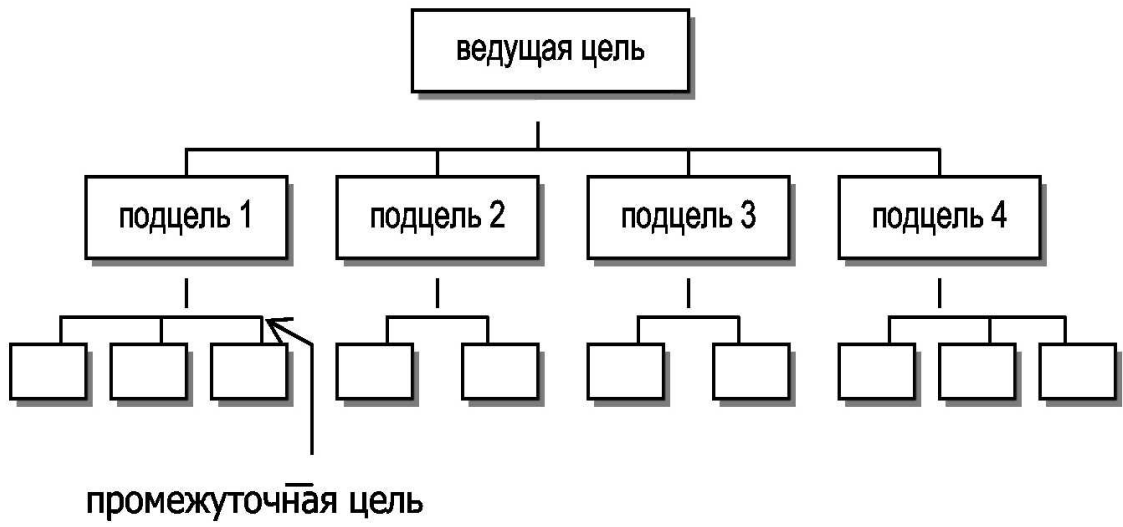 ведущая цель
подцель 1
подцель 2
подцель 3
подцель 4
промежуточная цель